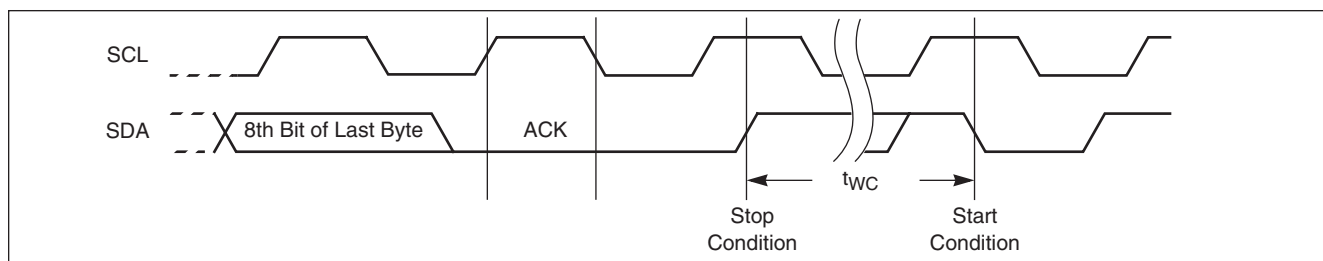 SCL
SDA
8th Bit of Last Byte
ACK
tWC
Stop
Condition
Start
Condition